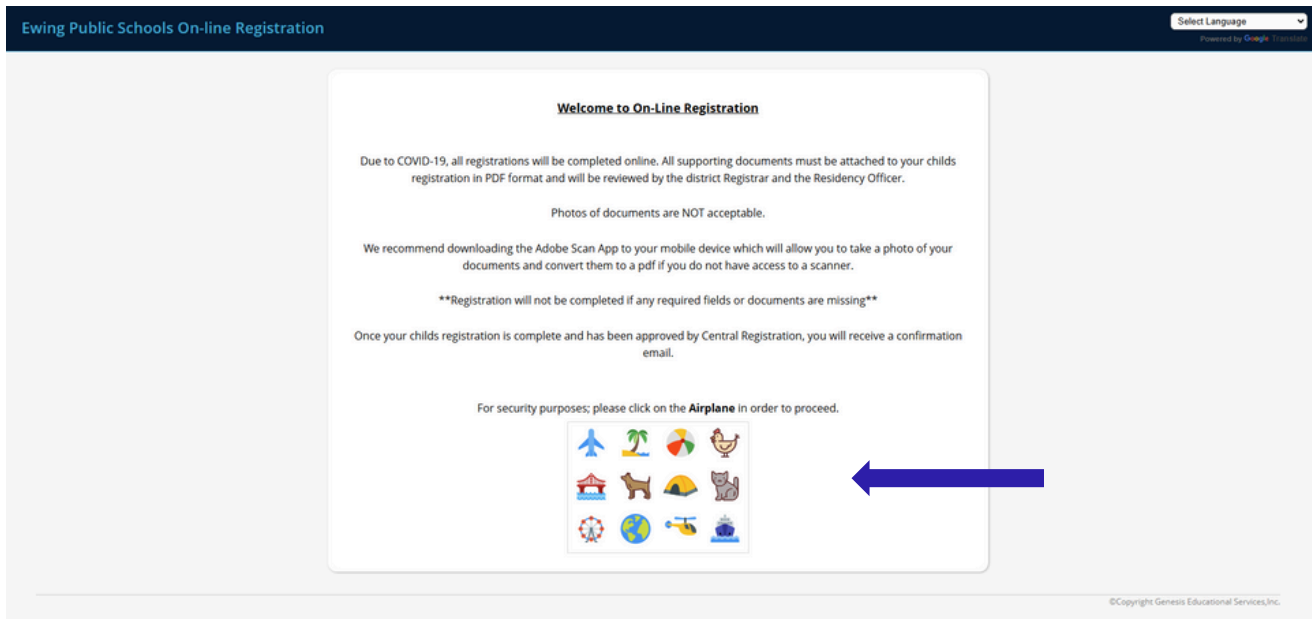 Ewing Public Schools On-line Registration
Select Language
Powered by Google Translate
Welcome to On-Line Registration
Due to COVID-19, all registrations will be completed online. All supporting documents must be attached to your childs
registration in PDF format and will be reviewed by the district Registrar and the Residency Officer.
Photos of documents are NOT acceptable.
We recommend downloading the Adobe Scan App to your mobile device which will allow you to take a photo of your
documents and convert them to a pdf if you do not have access to a scanner.
**Registration will not be completed if any required fields or documents are missing**
Once your childs registration is complete and has been approved by Central Registration, you will receive a confirmation
email.
For security purposes; please click on the Airplane in order to proceed.
©Copyright Genesis Educational Services,Inc.